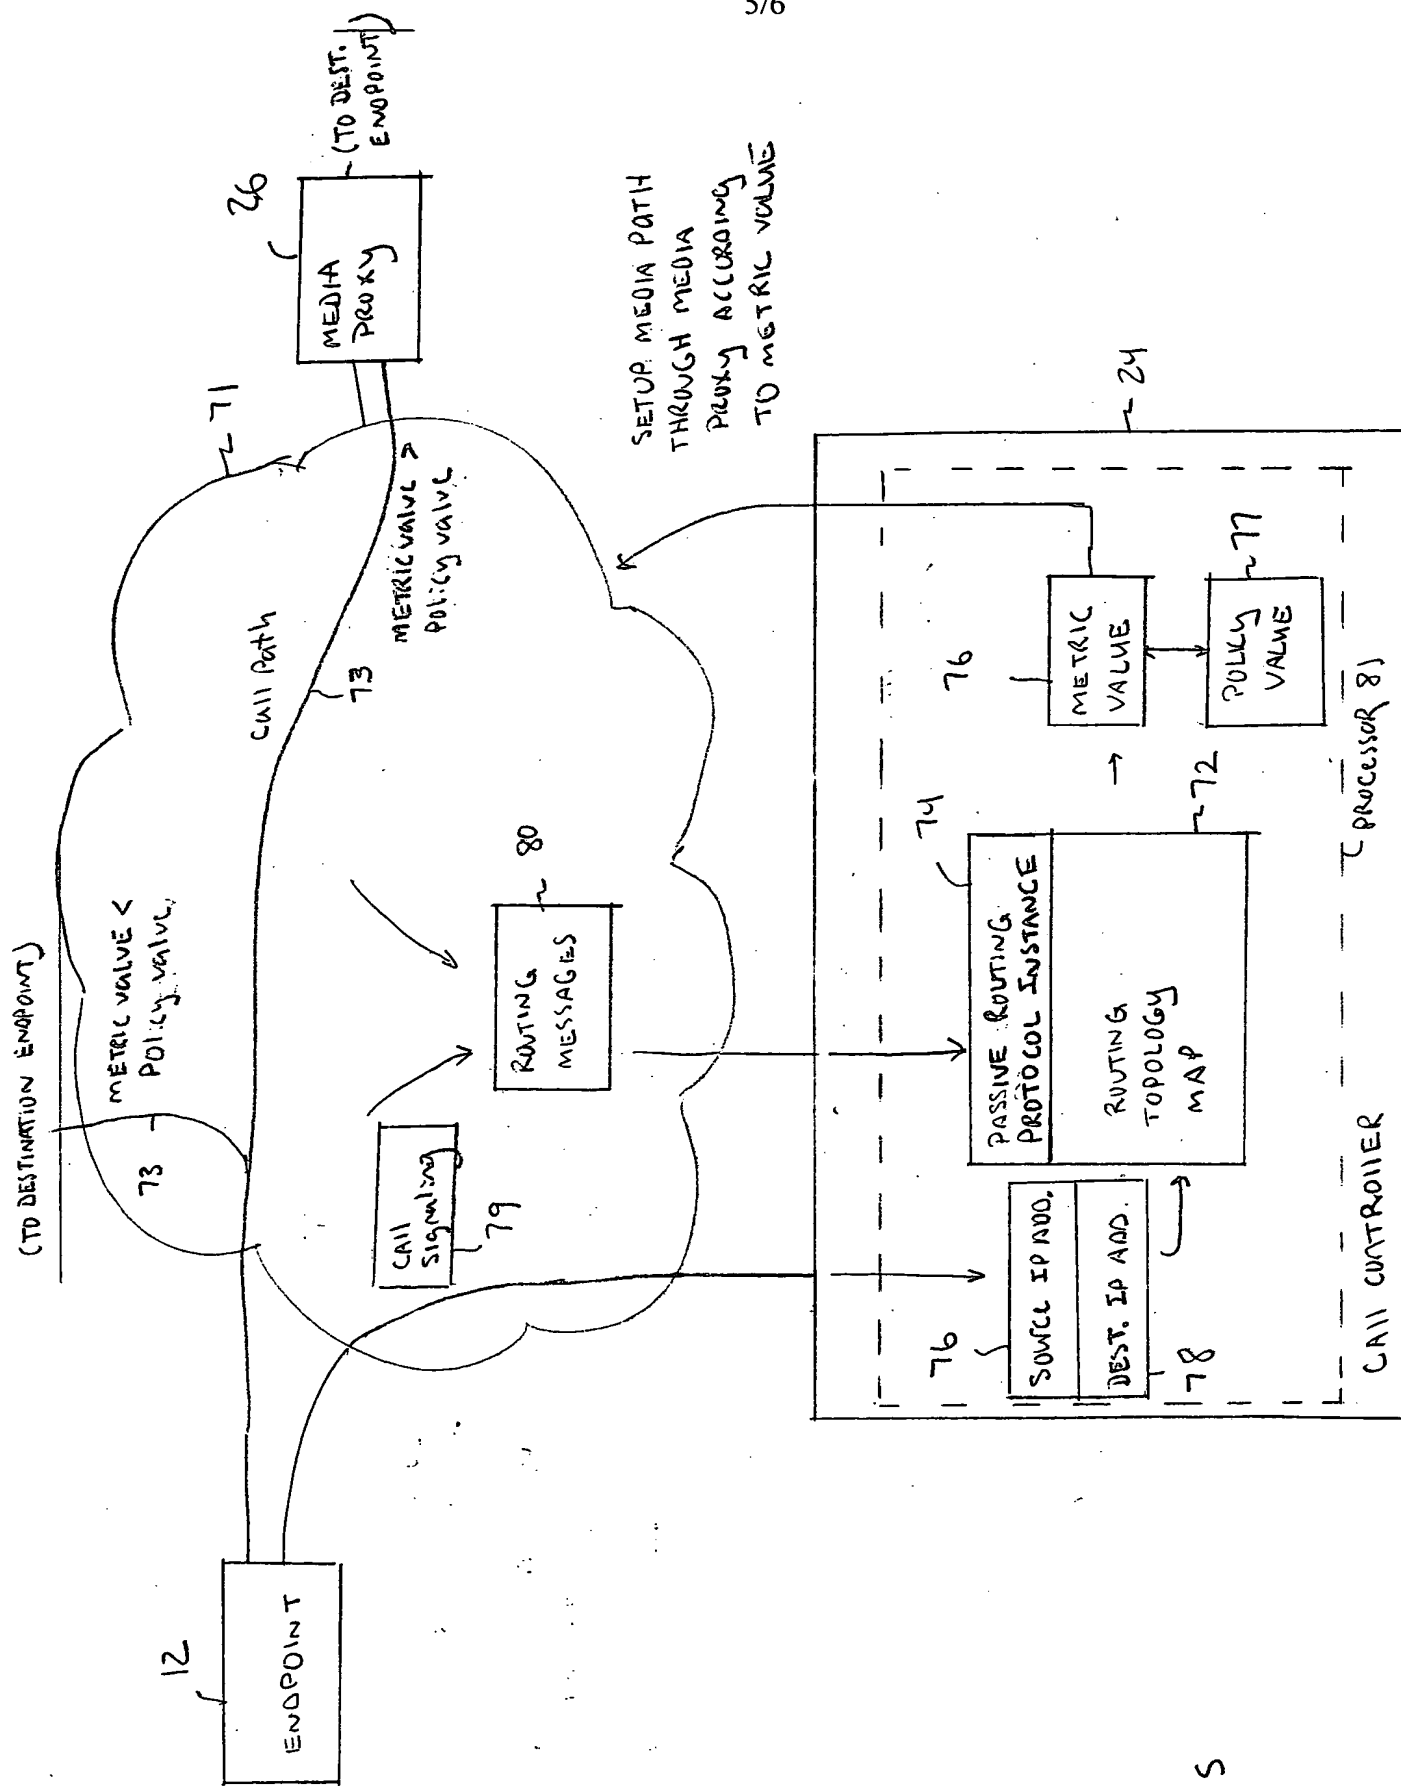 5/6
(TO DESTINATION ENDPOINT)
METRIC VALUE <
Policy value.
73
12
ENDPOINT
Call Path
73
METRIC VALUE >
Policy value
71
26
MEDIA
PROXY
(TO DEST.
ENDPOINT)
CALL
Signaling
79
80
ROUTING
MESSAGES
SETUP MEDIA PATH
THROUGH MEDIA
PROXY ACCORDING
TO METRIC VALUE
24
76
SOURCE IP ADD.
DEST. IP ADD.
78
74
PASSIVE ROUTING
PROTOCOL INSTANCE
ROUTING
TOPOLOGY
MAP
72
→
76
METRIC
VALUE
POLICY
VALUE
77
PROCESSOR 81
CALL CONTROLLER
5